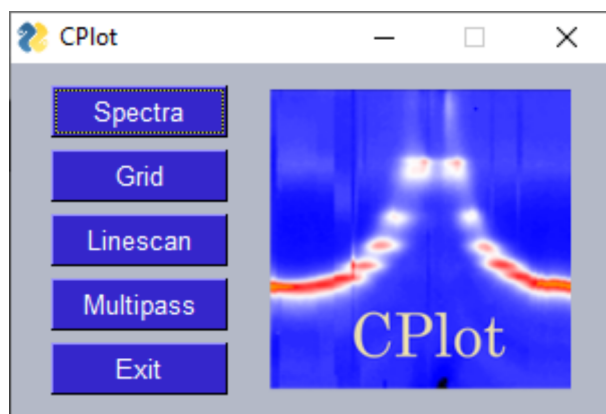 CPlot
Spectra
Grid
Linescan
Multipass
Exit
CPlot